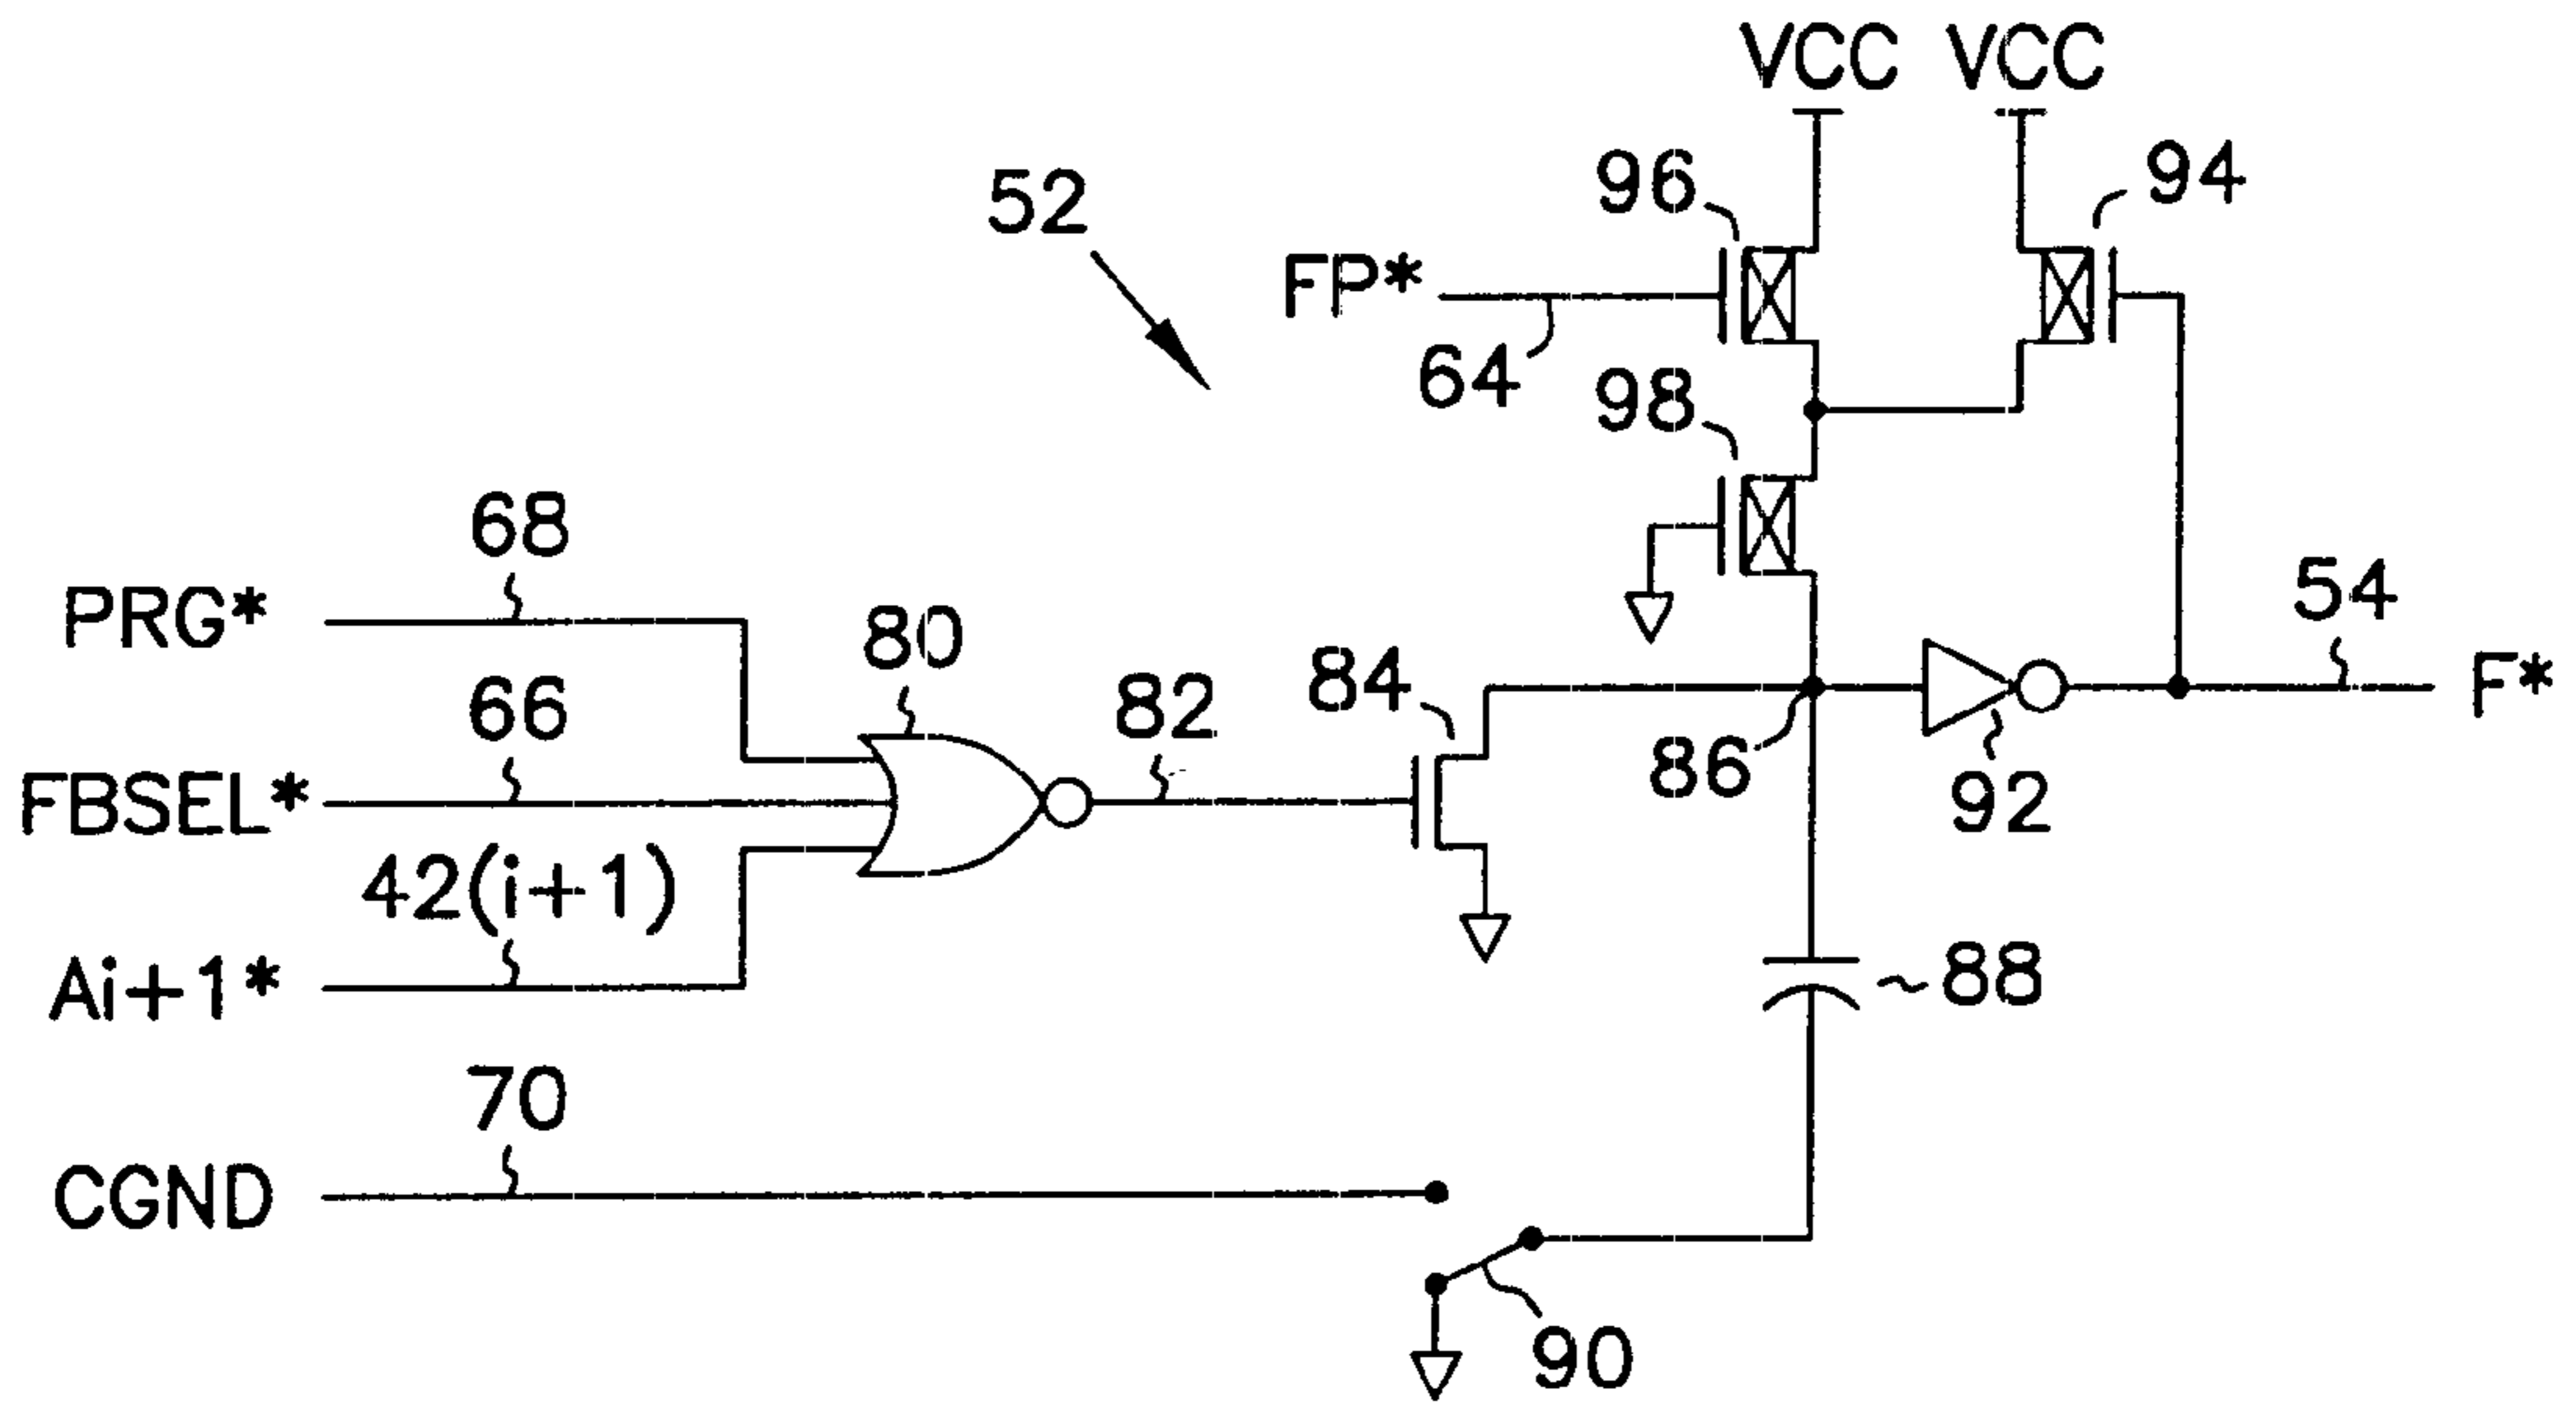 VCC VCC
96
94
52
FP*
64
98
68
PRG*
80
84
54
66
82
F*
FBSEL*
86
92
42(i+1)
Ai+1*
88
70
CGND
90